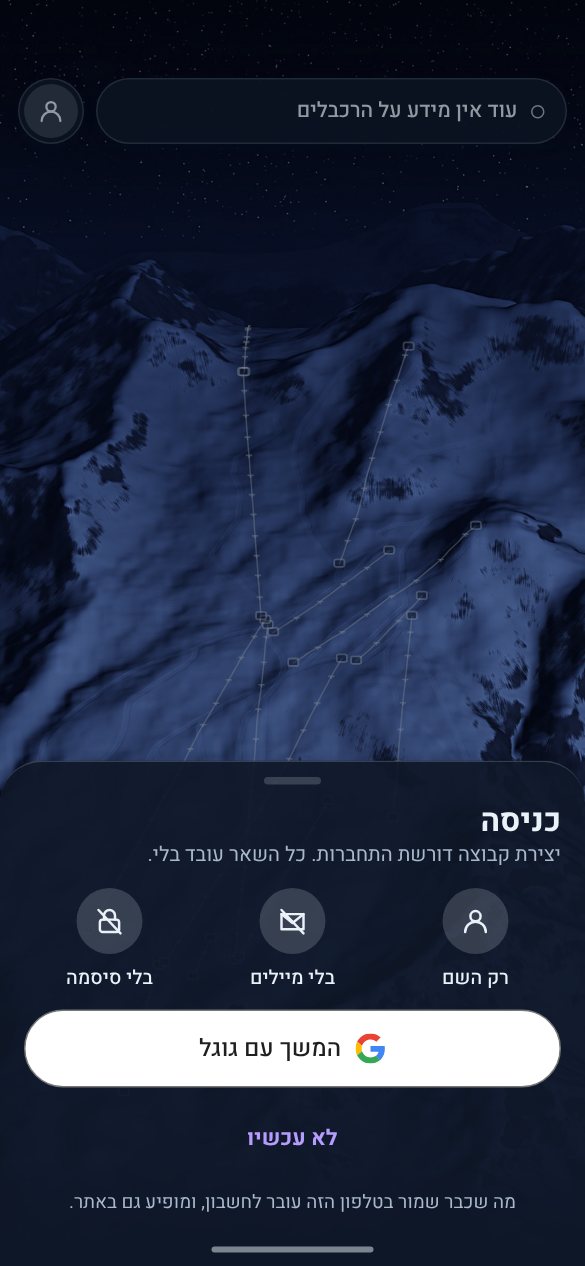 עוד אין מידע על הרכבלים
כניסה
יצירת קבוצה דורשת התחברות. כל השאר עובד בלי.
רק השם
בלי מיילים
בלי סיסמה
המשך עם גוגל
לא עכשיו
מה שכבר שמור בטלפון הזה עובר לחשבון, ומופיע גם באתר.